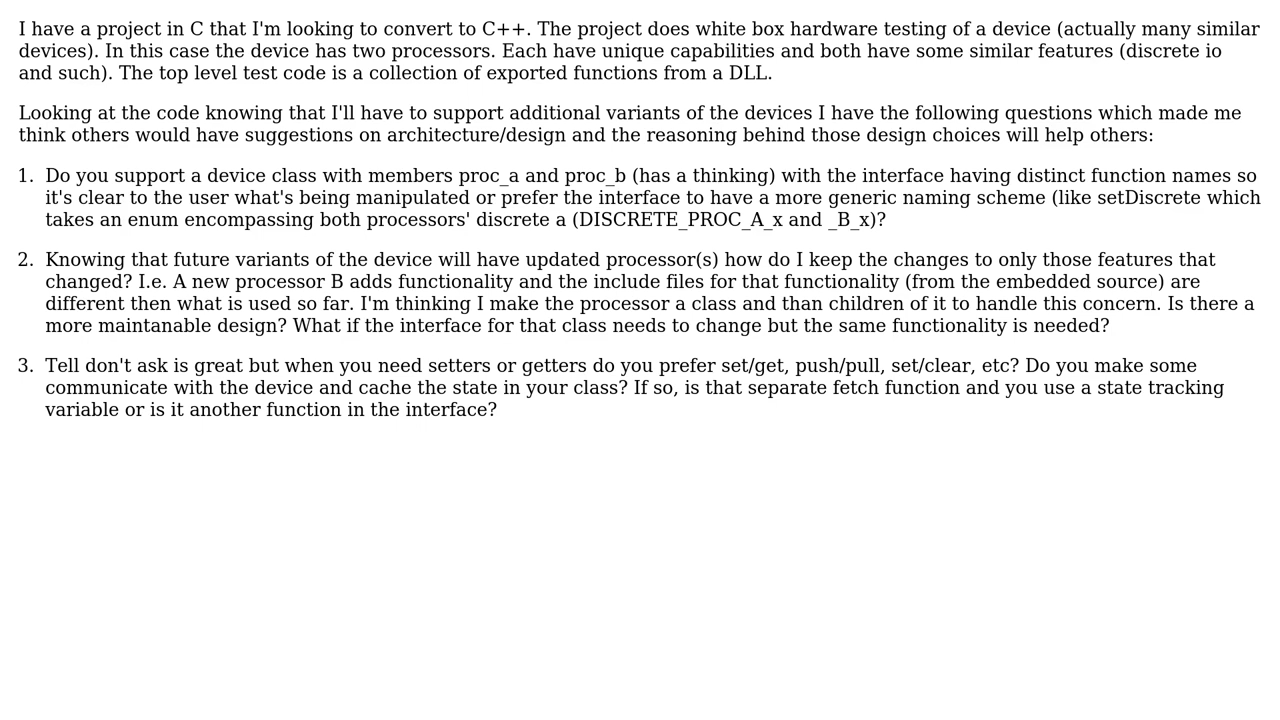 I have a project in C that I'm looking to convert to C++. The project does white box hardware testing of a device (actually many similar
devices). In this case the device has two processors. Each have unique capabilities and both have some similar features (discrete io
and such). The top level test code is a collection of exported functions from a DLL.
Looking at the code knowing that I'll have to support additional variants of the devices I have the following questions which made me
think others would have suggestions on architecture/design and the reasoning behind those design choices will help others:
1. Do you support a device class with members proc_a and proc_b (has a thinking) with the interface having distinct function names so
it's clear to the user what's being manipulated or prefer the interface to have a more generic naming scheme (like setDiscrete which
takes an enum encompassing both processors' discrete a (DISCRETE_PROC_A_x and _B_x)?
2. Knowing that future variants of the device will have updated processor(s) how do I keep the changes to only those features that
changed? I.e. A new processor B adds functionality and the include files for that functionality (from the embedded source) are
different then what is used so far. I'm thinking I make the processor a class and than children of it to handle this concern. Is there a
more maintanable design? What if the interface for that class needs to change but the same functionality is needed?
3. Tell don't ask is great but when you need setters or getters do you prefer set/get, push/pull, set/clear, etc? Do you make some
communicate with the device and cache the state in your class? If so, is that separate fetch function and you use a state tracking
variable or is it another function in the interface?